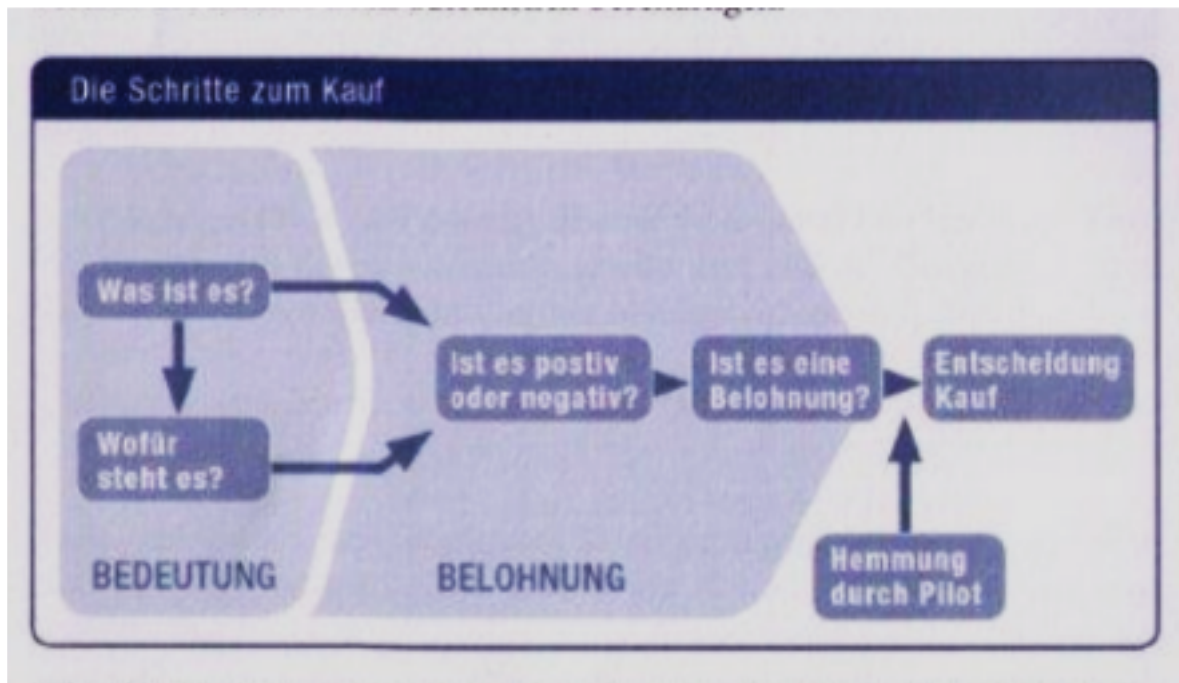 Die Schritte zum Kauf
Was ist es?
Wofür
steht es?
BEDEUTUNG
Ist es postiv
oder negativ?
Ist es eine
Belohnung?
BELOHNUNG
Entscheidung
Kauf
Hemmung
durch Pilot